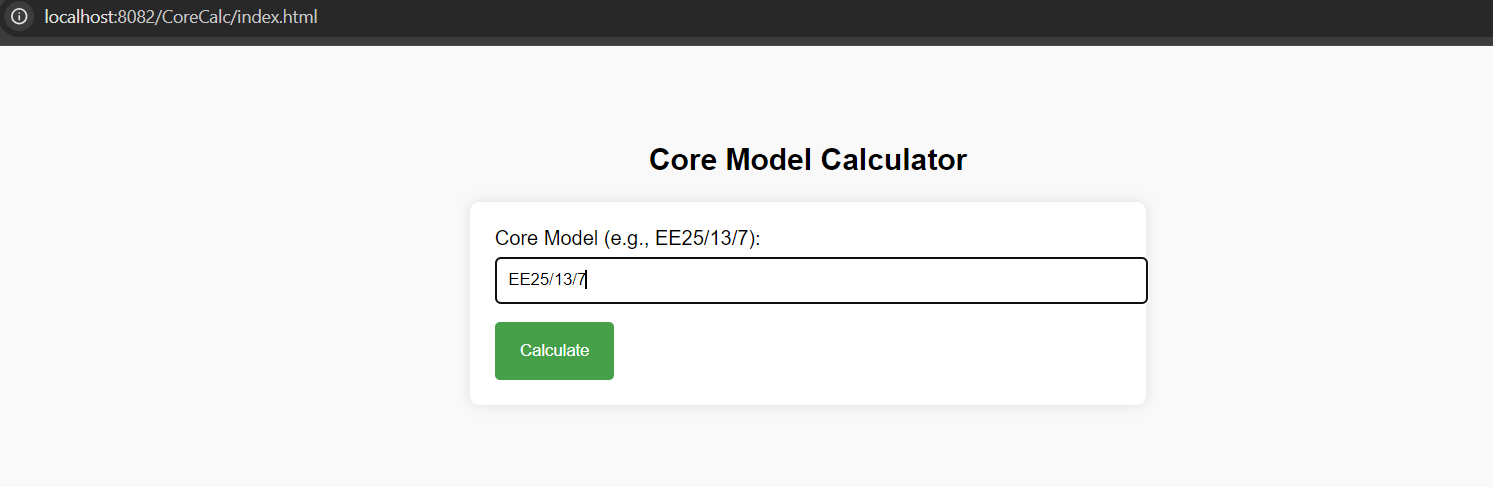 localhost:8082/CoreCalc/index.html
Core Model Calculator
Core Model (e.g., EE25/13/7):
EE25/13/7
Calculate